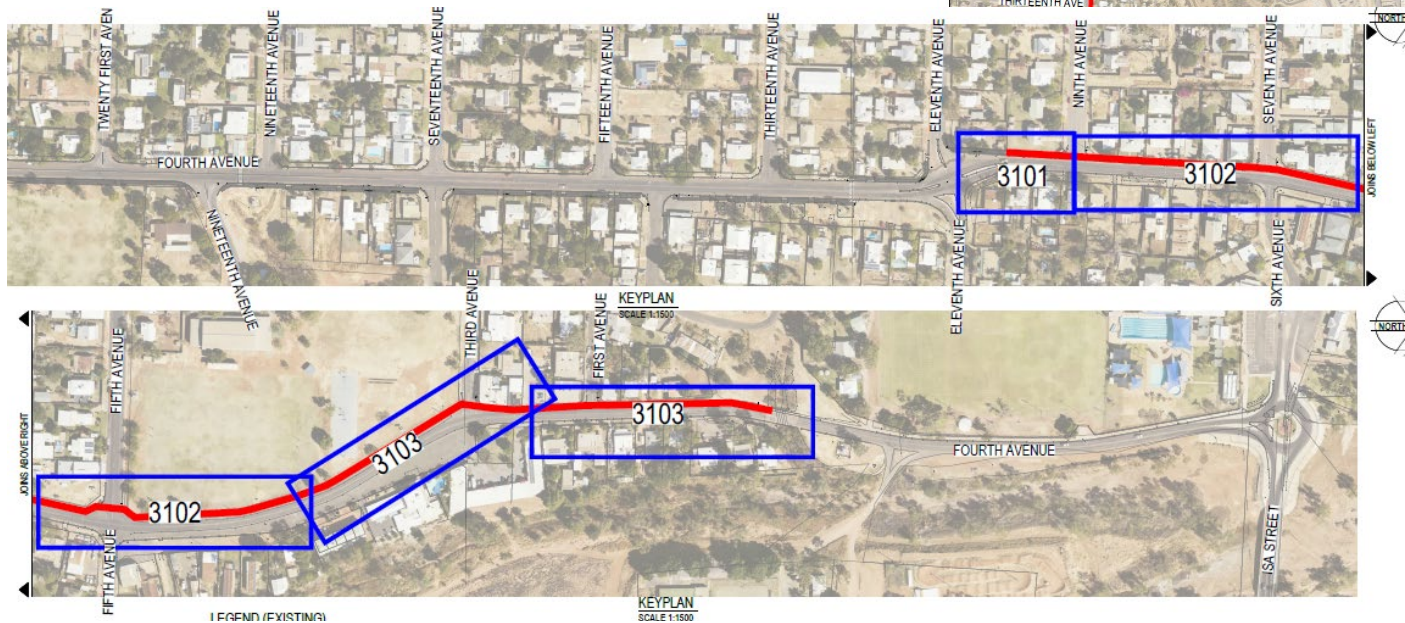 THIRTEENTH AVE
NORTH
TWENTY FIRST AVEN
NINETEENTH AVENUE
SEVENTEENTH AVENUE
FIFTEENTH AVENUE
THIRTEENTH AVENUE
ELEVENTH AVENUE
NINTH AVENUE
SEVENTH AVENUE
FOURTH AVENUE
3101
3102
JOINS BELOW LEFT
NINETEENTH AVENUE
ELEVENTH AVENUE
SIXTH AVENUE
KEYPLAN
SCALE 1:1500
NORTH
JOINS ABOVE RIGHT
FIFTH AVENUE
THIRD AVENUE
FIRST AVENUE
3102
3103
3103
FOURTH AVENUE
FIFTH AVENUE
ISA STREET
KEYPLAN
SCALE 1:1500
LEGEND (EXISTING)